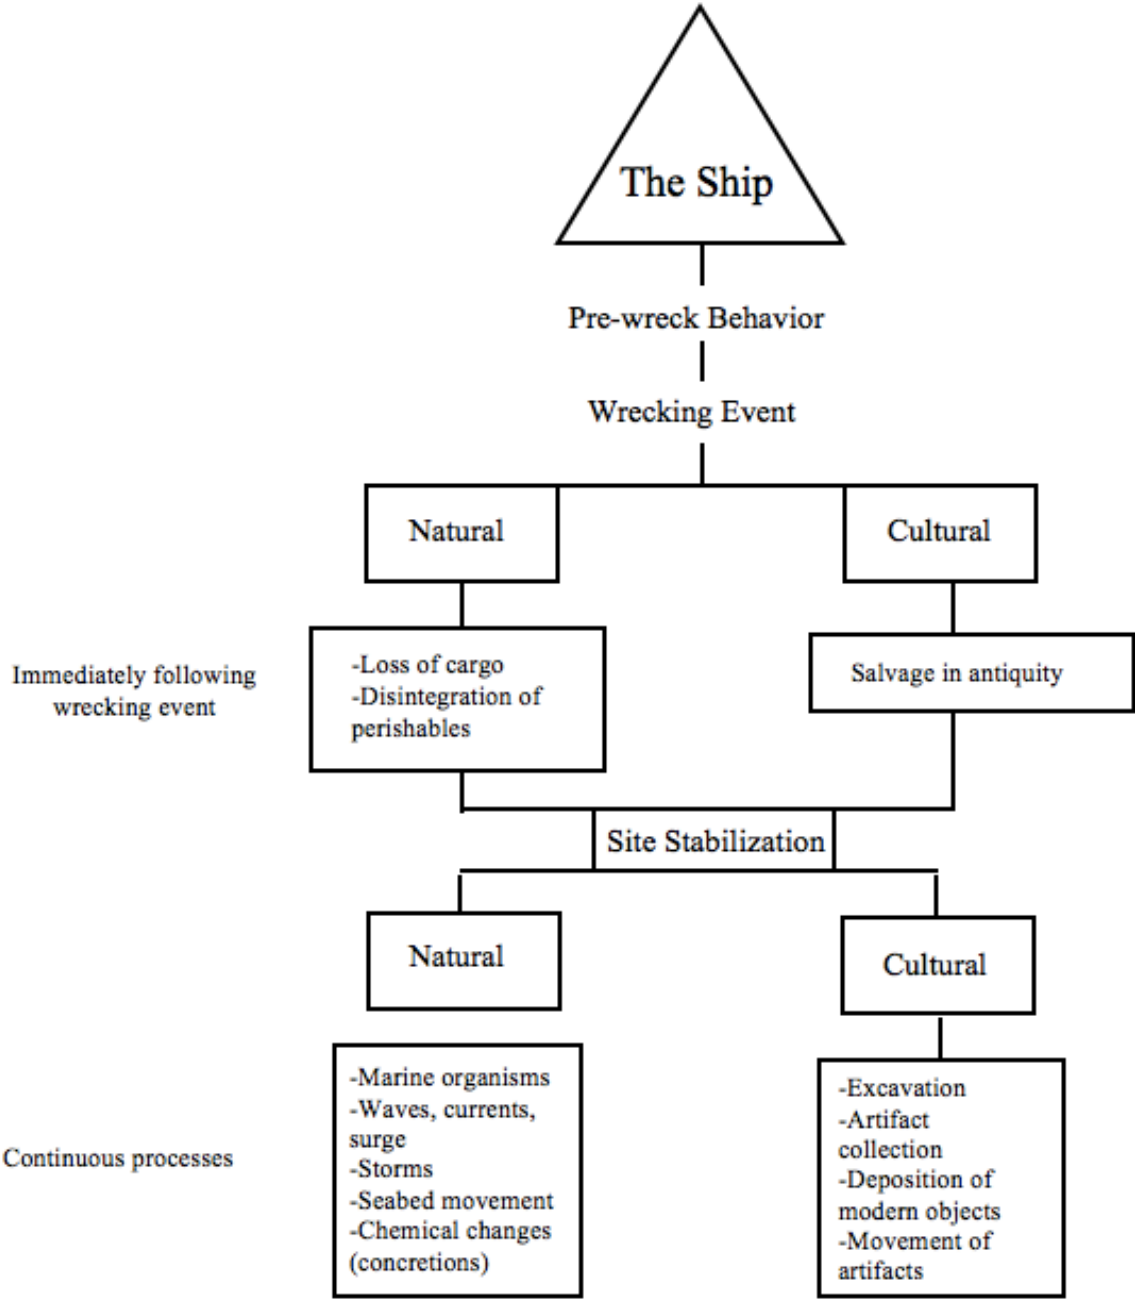 The Ship
Pre-wreck Behavior
Wrecking Event
Natural
Cultural
Immediately following
wrecking event
-Loss of cargo
-Disintegration of
perishables
Salvage in antiquity
Site Stabilization
Natural
Cultural
Continuous processes
-Marine organisms
-Waves, currents,
surge
-Storms
-Seabed movement
-Chemical changes
(concretions)
-Excavation
-Artifact
collection
-Deposition of
modern objects
-Movement of
artifacts